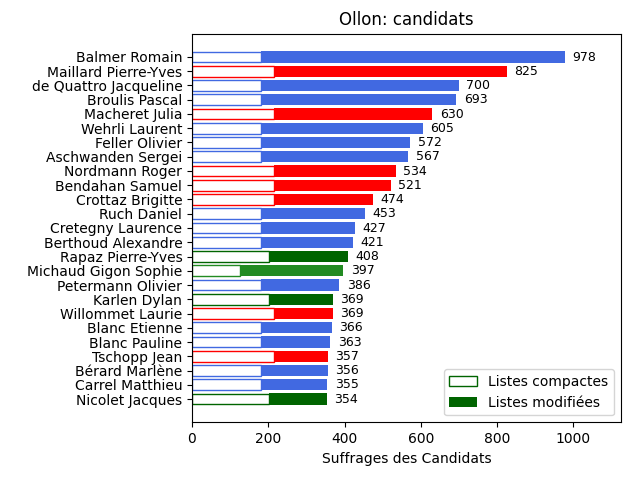 Ollon: candidats
Balmer Romain 978
Maillard Pierre-Yves 825
de Quattro Jacqueline 700
Broulis Pascal 693
Macheret Julia 630
Wehrli Laurent 605
Feller Olivier 572
Aschwanden Sergei 567
Nordmann Roger 534
Bendahan Samuel 521
Crottaz Brigitte 474
Ruch Daniel 453
Cretegny Laurence 427
Berthoud Alexandre 421
Rapaz Pierre-Yves 408
Michaud Gigon Sophie 397
Petermann Olivier 386
Karlen Dylan 369
Willommet Laurie 369
Blanc Etienne 366
Blanc Pauline 363
Tschopp Jean 357
Bérard Marlène 356
Carrel Matthieu 355
Nicolet Jacques 354
Listes compactes
Listes modifiées
0 200 400 600 800 1000
Suffrages des Candidats